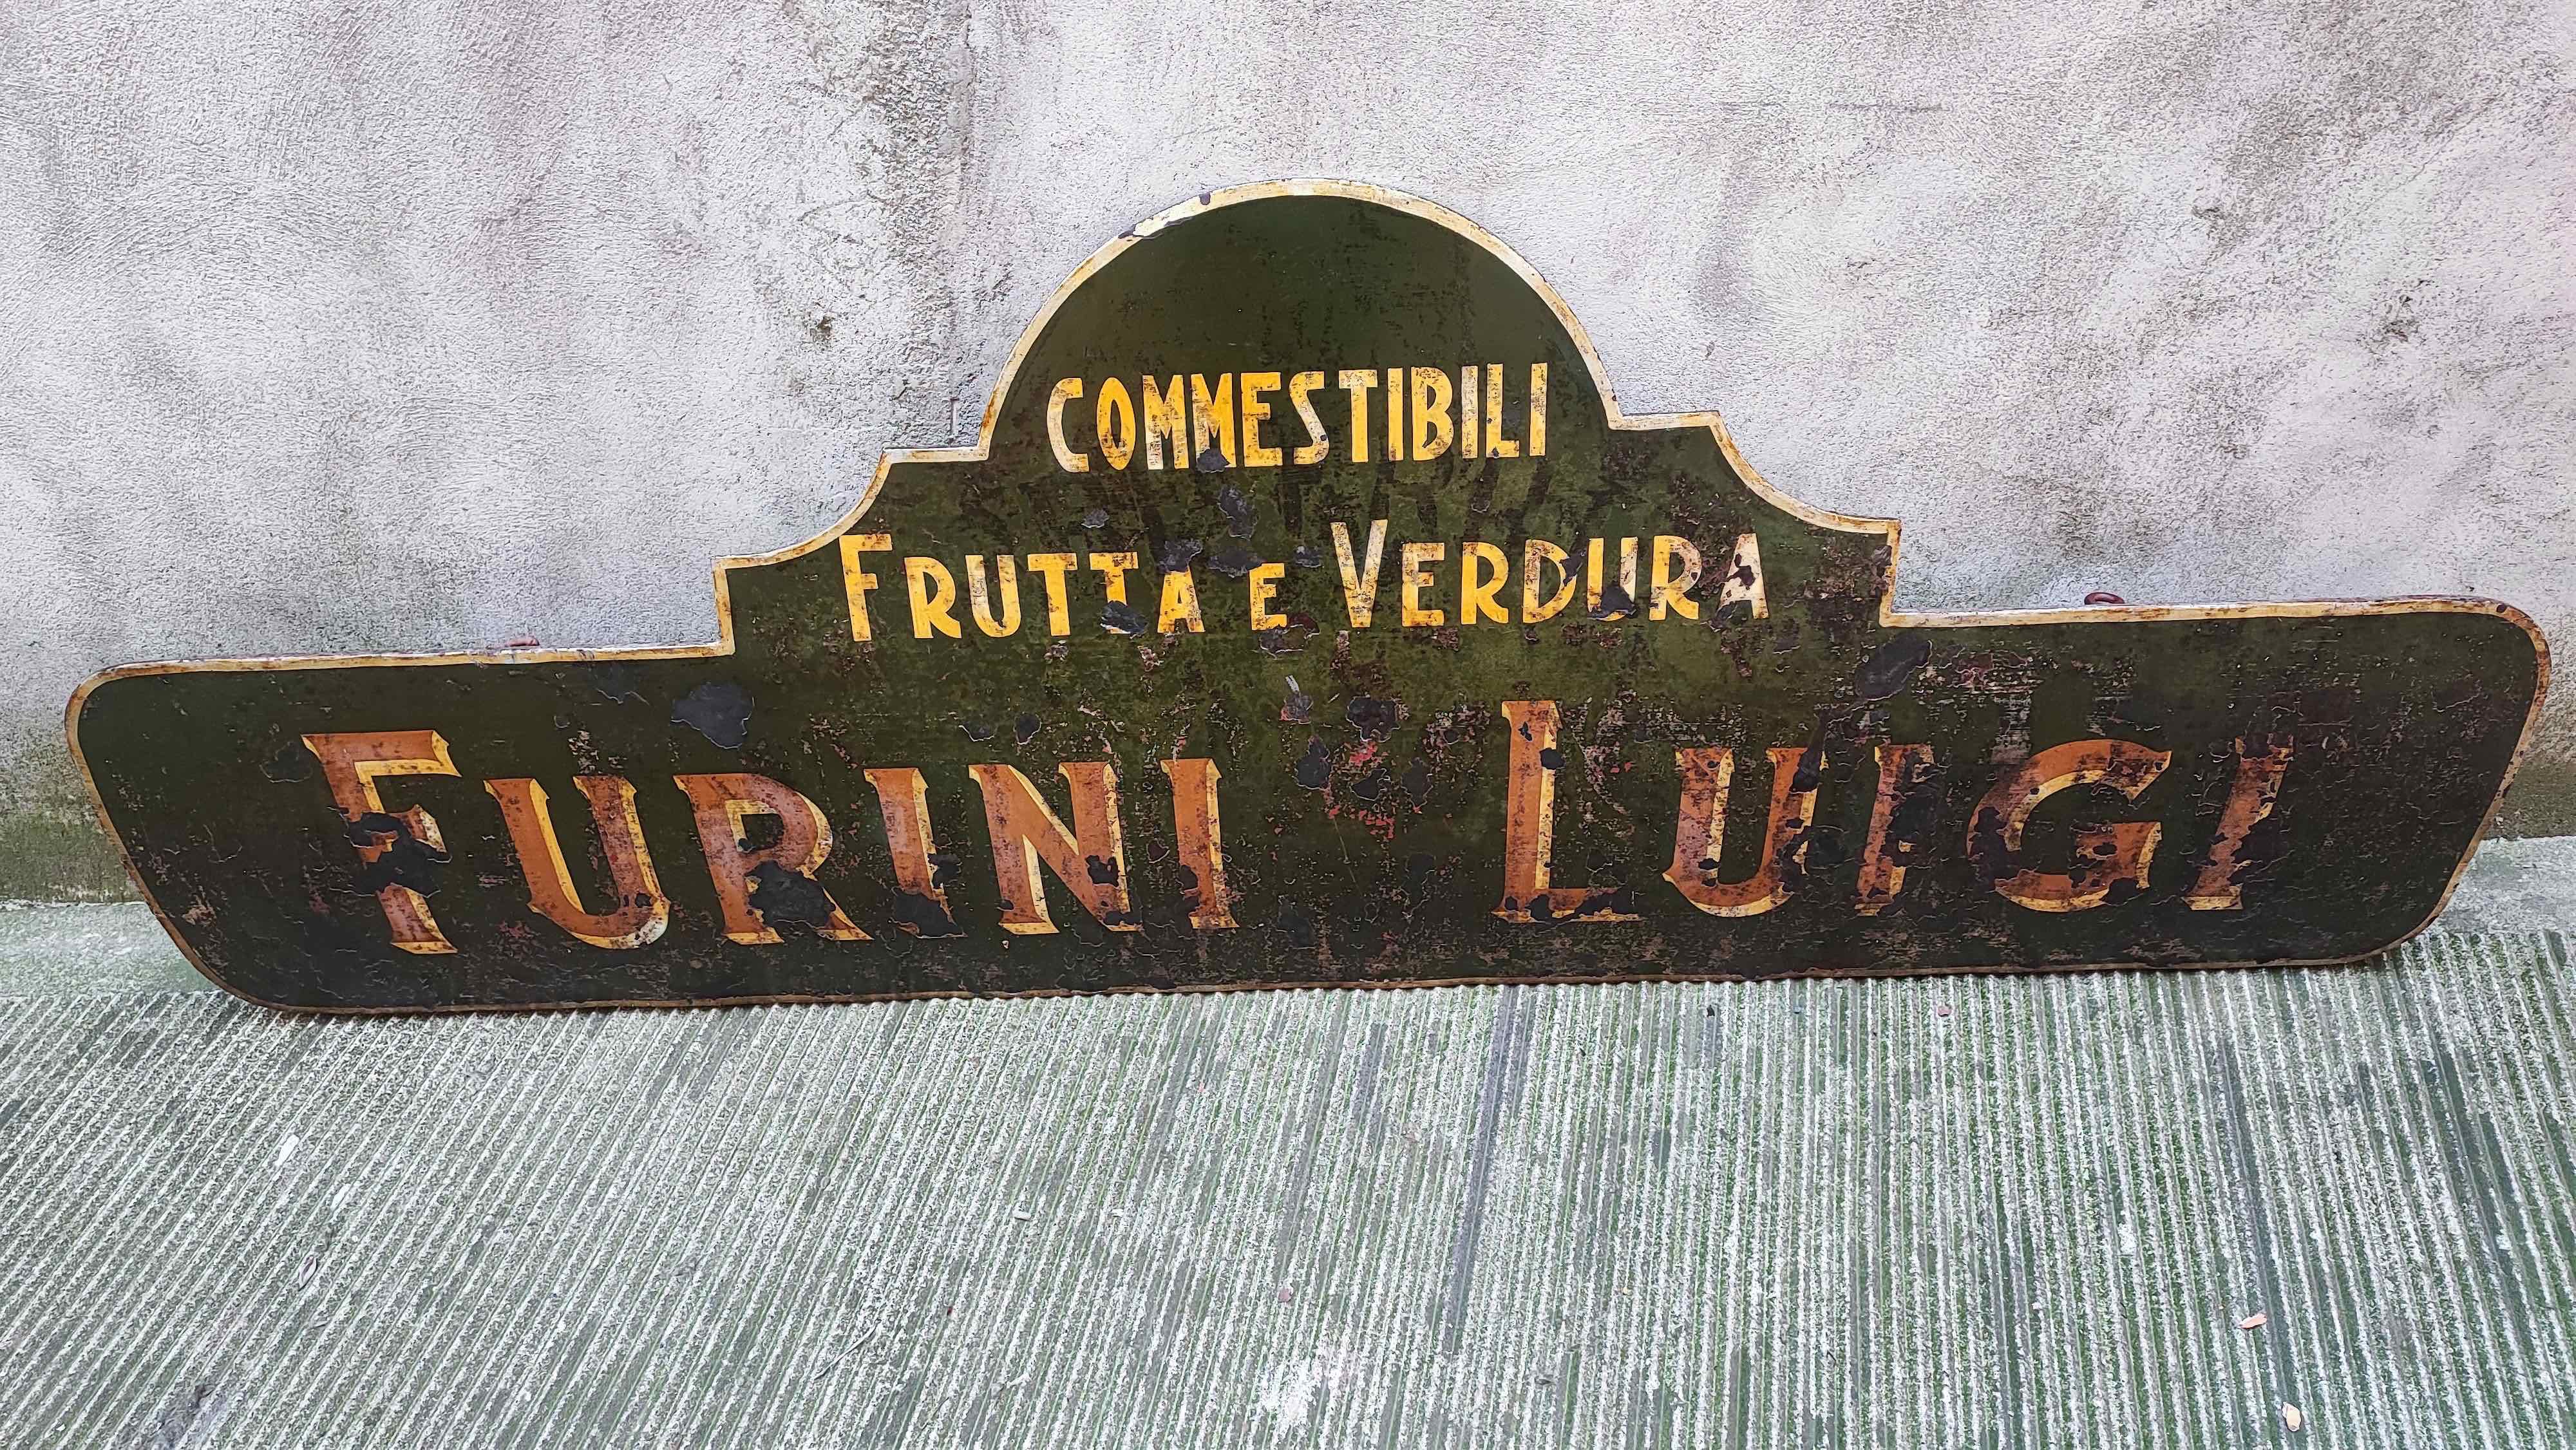 COMMESTIBILI
FRUTTA E VERDURA
FURINI LUIGI